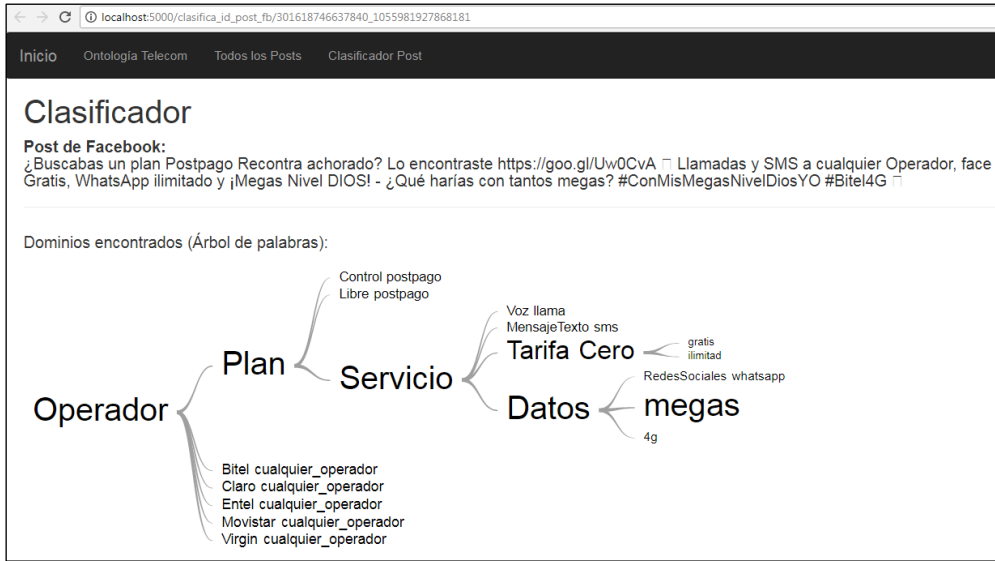 localhost:5000/clasifica_id_post_fb/301618746637840_1055981927868181
Inicio Ontología Telecom Todos los Posts Clasificador Post
Clasificador
Post de Facebook:
¿Buscabas un plan Postpago Recontra achorado? Lo encontraste https://goo.gl/Uw0CvA Llamadas y SMS a cualquier Operador, face
Gratis, WhatsApp ilimitado y ¡Megas Nivel DIOS! - ¿Qué harías con tantos megas? #ConMisMegasNivelDiosYO #Bitel4G
Dominios encontrados (Árbol de palabras):
Operador
Plan
Control postpago
Libre postpago
Servicio
Voz llama
MensajeTexto sms
Tarifa Cero
gratis
ilimitad
Datos
RedesSociales whatsapp
megas
4g
Bitel cualquier_operador
Claro cualquier_operador
Entel cualquier_operador
Movistar cualquier_operador
Virgin cualquier_operador